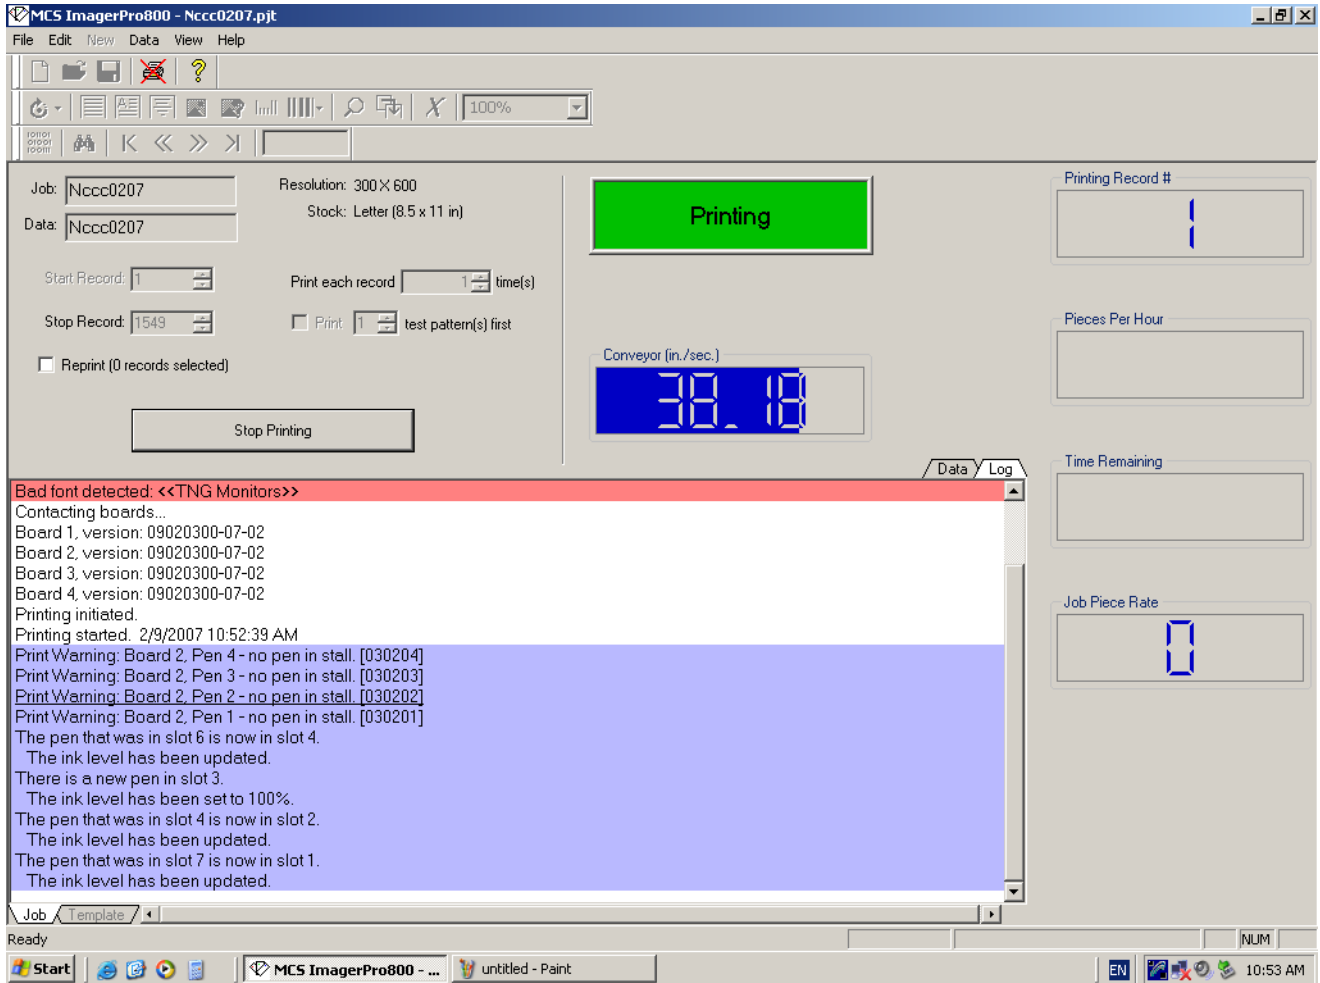 MCS ImagerPro800 - Nccc0207.pjt
File Edit New Data View Help
100%
Job: Nccc0207
Data: Nccc0207
Resolution: 300 X 600
Stock: Letter (8.5 x 11 in)
Start Record: 1
Stop Record: 1549
Print each record 1 time(s)
Print 1 test pattern(s) first
Reprint (0 records selected)
Stop Printing
Printing
Conveyor (in./sec.)
38.18
Printing Record #
1
Pieces Per Hour
Time Remaining
Job Piece Rate
0
Data Log
Bad font detected: <<TNG Monitors>>
Contacting boards...
Board 1, version: 09020300-07-02
Board 2, version: 09020300-07-02
Board 3, version: 09020300-07-02
Board 4, version: 09020300-07-02
Printing initiated.
Printing started. 2/9/2007 10:52:39 AM
Print Warning: Board 2, Pen 4 - no pen in stall. [030204]
Print Warning: Board 2, Pen 3 - no pen in stall. [030203]
Print Warning: Board 2, Pen 2 - no pen in stall. [030202]
Print Warning: Board 2, Pen 1 - no pen in stall. [030201]
The pen that was in slot 6 is now in slot 4.
The ink level has been updated.
There is a new pen in slot 3.
The ink level has been set to 100%.
The pen that was in slot 4 is now in slot 2.
The ink level has been updated.
The pen that was in slot 7 is now in slot 1.
The ink level has been updated.
Job Template
Ready
NUM
Start
MCS ImagerPro800 - ...
untitled - Paint
EN
10:53 AM